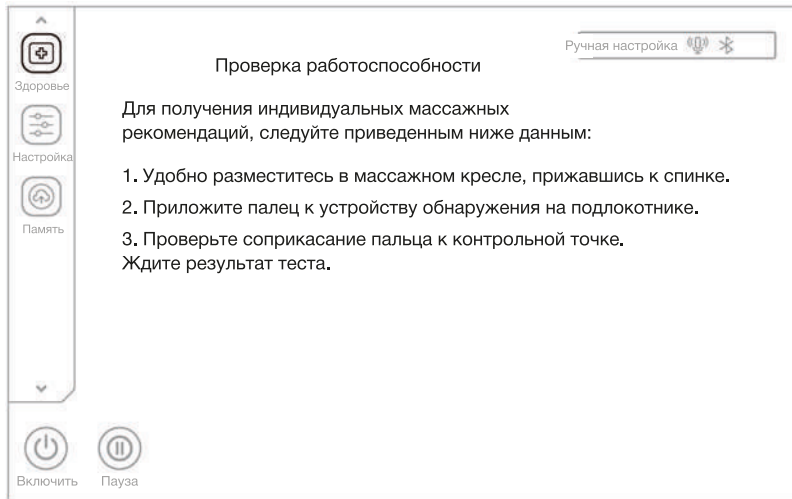 Ручная настройка
Проверка работоспособности
Здоровье
Для получения индивидуальных массажных
рекомендаций, следуйте приведенным ниже данным:
Настройка
1. Удобно разместитесь в массажном кресле, прижавшись к спинке.
2. Приложите палец к устройству обнаружения на подлокотнике.
Память
3. Проверьте соприкасание пальца к контрольной точке.
Ждите результат теста.
Включить
Пауза